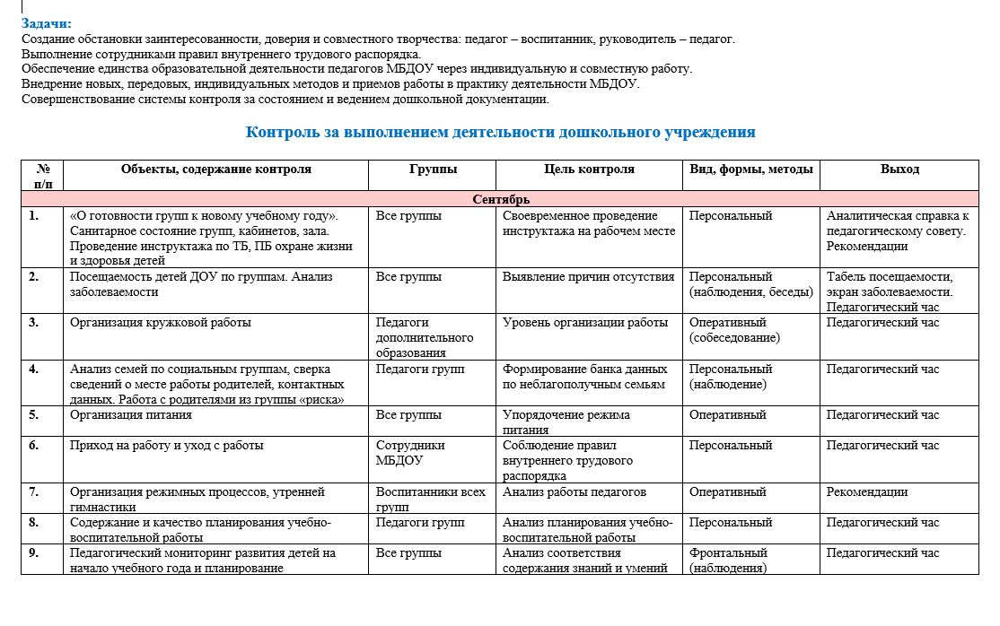 Задачи:
Создание обстановки заинтересованности, доверия и совместного творчества: педагог – воспитанник, руководитель – педагог.
Выполнение сотрудниками правил внутреннего трудового распорядка.
Обеспечение единства образовательной деятельности педагогов МБДОУ через индивидуальную и совместную работу.
Внедрение новых, передовых, индивидуальных методов и приемов работы в практику деятельности МБДОУ.
Совершенствование системы контроля за состоянием и ведением дошкольной документации.
Контроль за выполнением деятельности дошкольного учреждения
№ Объекты, содержание контроля Группы Цель контроля Вид, формы, методы Выход
п/п
Сентябрь
1. «О готовности групп к новому учебному году». Все группы Своевременное проведение Персональный Аналитическая справка к
Санитарное состояние групп, кабинетов, зала. инструктажа на рабочем месте педагогическому совету.
Проведение инструктажа по ТБ, ПБ охране жизни Рекомендации
и здоровья детей
2. Посещаемость детей ДОУ по группам. Анализ Все группы Выявление причин отсутствия Персональный Табель посещаемости,
заболеваемости (наблюдения, беседы) экран заболеваемости.
Педагогический час
3. Организация кружковой работы Педагоги Уровень организации работы Оперативный Педагогический час
дополнительного (собеседование)
образования
4. Анализ семей по социальным группам, сверка Педагоги групп Формирование банка данных Персональный Педагогический час
сведений о месте работы родителей, контактных по неблагополучным семьям (наблюдение)
данных. Работа с родителями из группы «риска»
5. Организация питания Все группы Упорядочение режима Оперативный Педагогический час
питания
6. Приход на работу и уход с работы Сотрудники Соблюдение правил Персональный Педагогический час
МБДОУ внутреннего трудового
распорядка
7. Организация режимных процессов, утренней Воспитанники всех Анализ работы педагогов Оперативный Рекомендации
гимнастики групп
8. Содержание и качество планирования учебно- Педагоги групп Анализ планирования учебно- Персональный Педагогический час
воспитательной работы воспитательной работы
9. Педагогический мониторинг развития детей на Все группы Анализ соответствия Фронтальный Педагогический час
начало учебного года и планирование содержания знаний и умений (наблюдения)